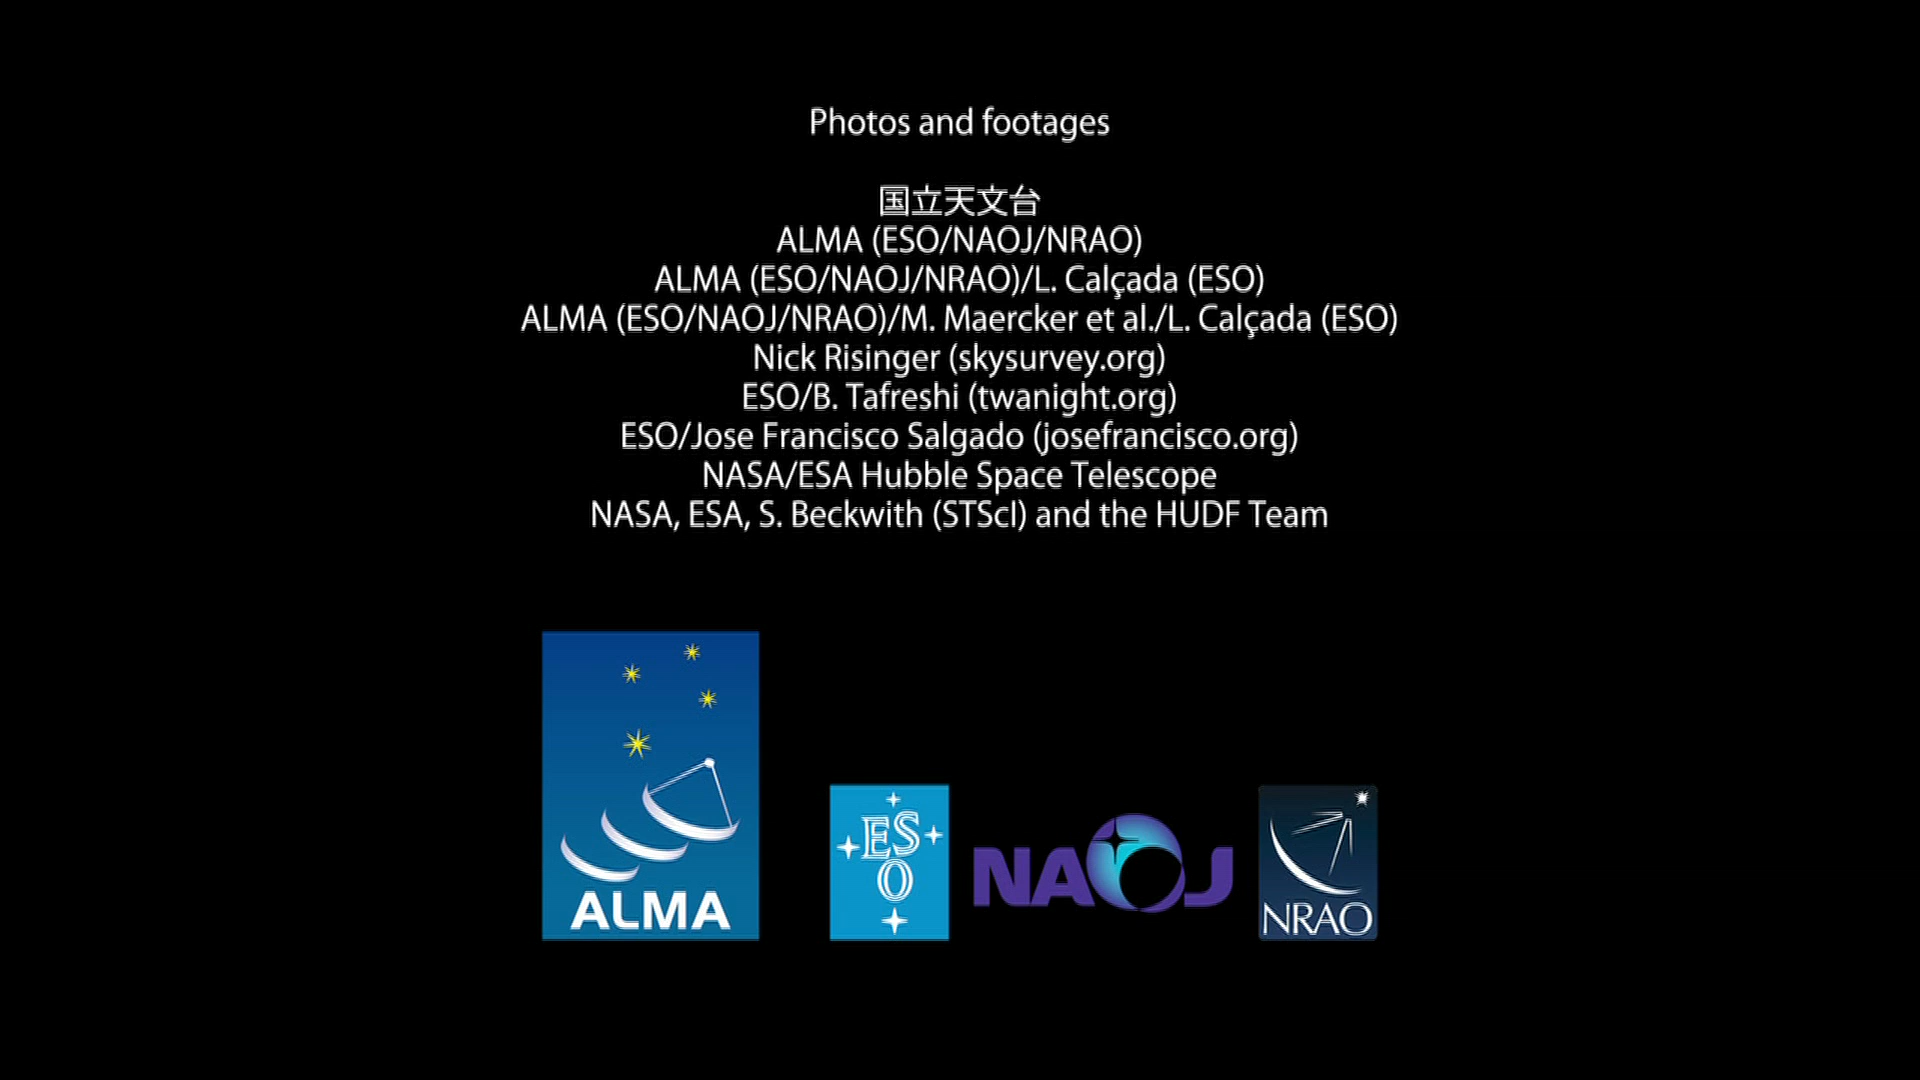 Photos and footages
国立天文台
ALMA (ESO/NAOJ/NRAO)
ALMA (ESO/NAOJ/NRAO)/L. Calçada (ESO)
ALMA (ESO/NAOJ/NRAO)/M. Maercker et al./L. Calçada (ESO)
Nick Risinger (skysurvey.org)
ESO/B. Tafreshi (twanight.org)
ESO/Jose Francisco Salgado (josefrancisco.org)
NASA/ESA Hubble Space Telescope
NASA, ESA, S. Beckwith (STScI) and the HUDF Team
ALMA
ES
O
NAOJ
NRAO